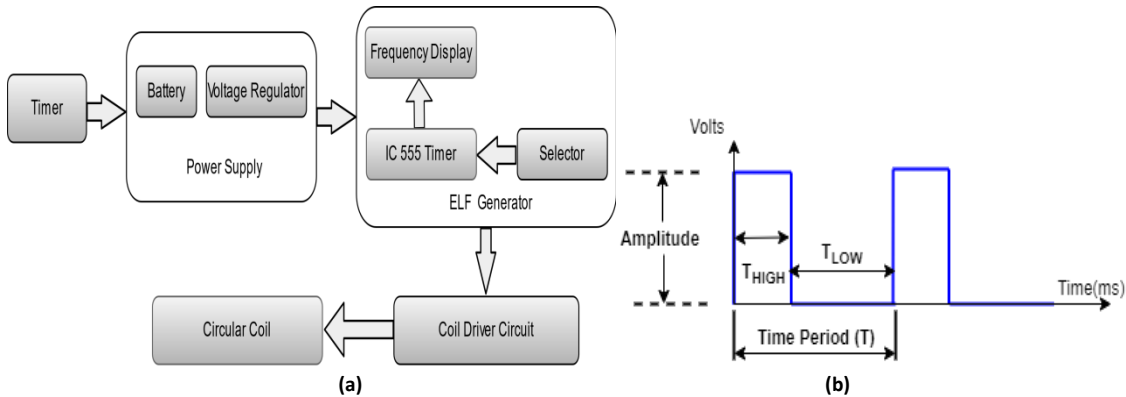 Timer
Battery
Voltage Regulator
Power Supply
Frequency Display
IC 555 Timer
Selector
ELF Generator
Circular Coil
Coil Driver Circuit
(a)
Volts
Amplitude
THIGH
TLOW
Time(ms)
Time Period (T)
(b)